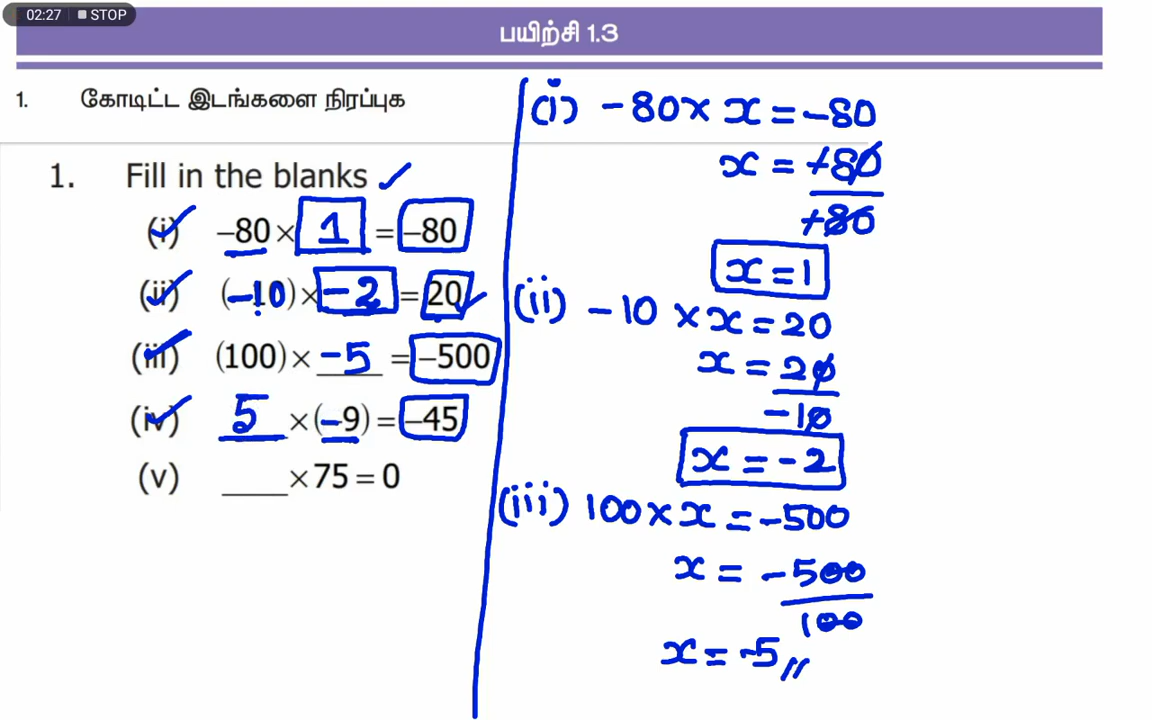 02:27 STOP
பயிற்சி 1.3
1. கோடிட்ட இடங்களை நிரப்புக
1. Fill in the blanks ✓
(i) –80 × 1 = –80
(ii) (–10) × –2 = 20
(iii) (100) × –5 = –500
(iv) 5 × (–9) = –45
(v) ____ × 75 = 0
(i) -80 × x = -80
x = +80
+80
x = 1
(ii) -10 × x = 20
x = 20
-10
x = -2
(iii) 100 × x = -500
x = -500
100
x = -5 //